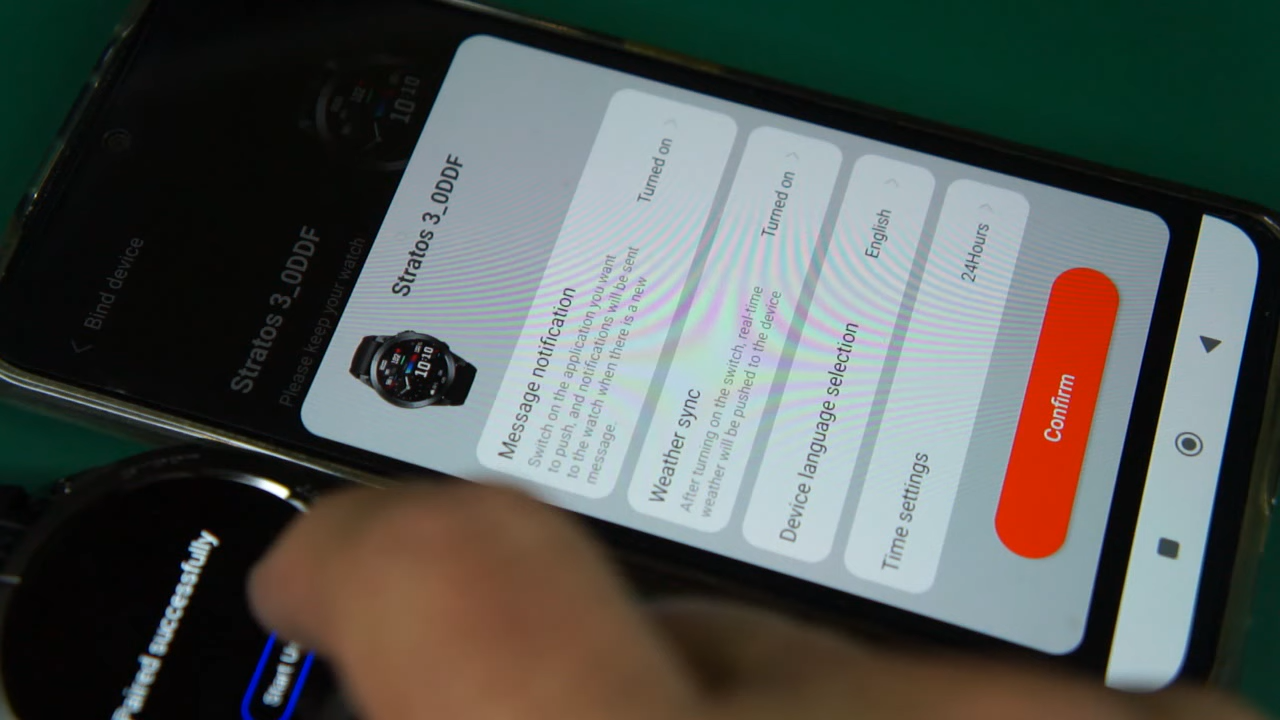 Bind device
Stratos 3_0DDF
Please keep your watch
10:10
Stratos 3_0DDF
10:10
Message notification
Turned on
Switch on the application you want
to push, and notifications will be sent
to the watch when there is a new
message.
Weather sync
Turned on
After turning on the switch, real-time
weather will be pushed to the device
Device language selection
English
Time settings
24Hours
Confirm
Paired successfully
Start